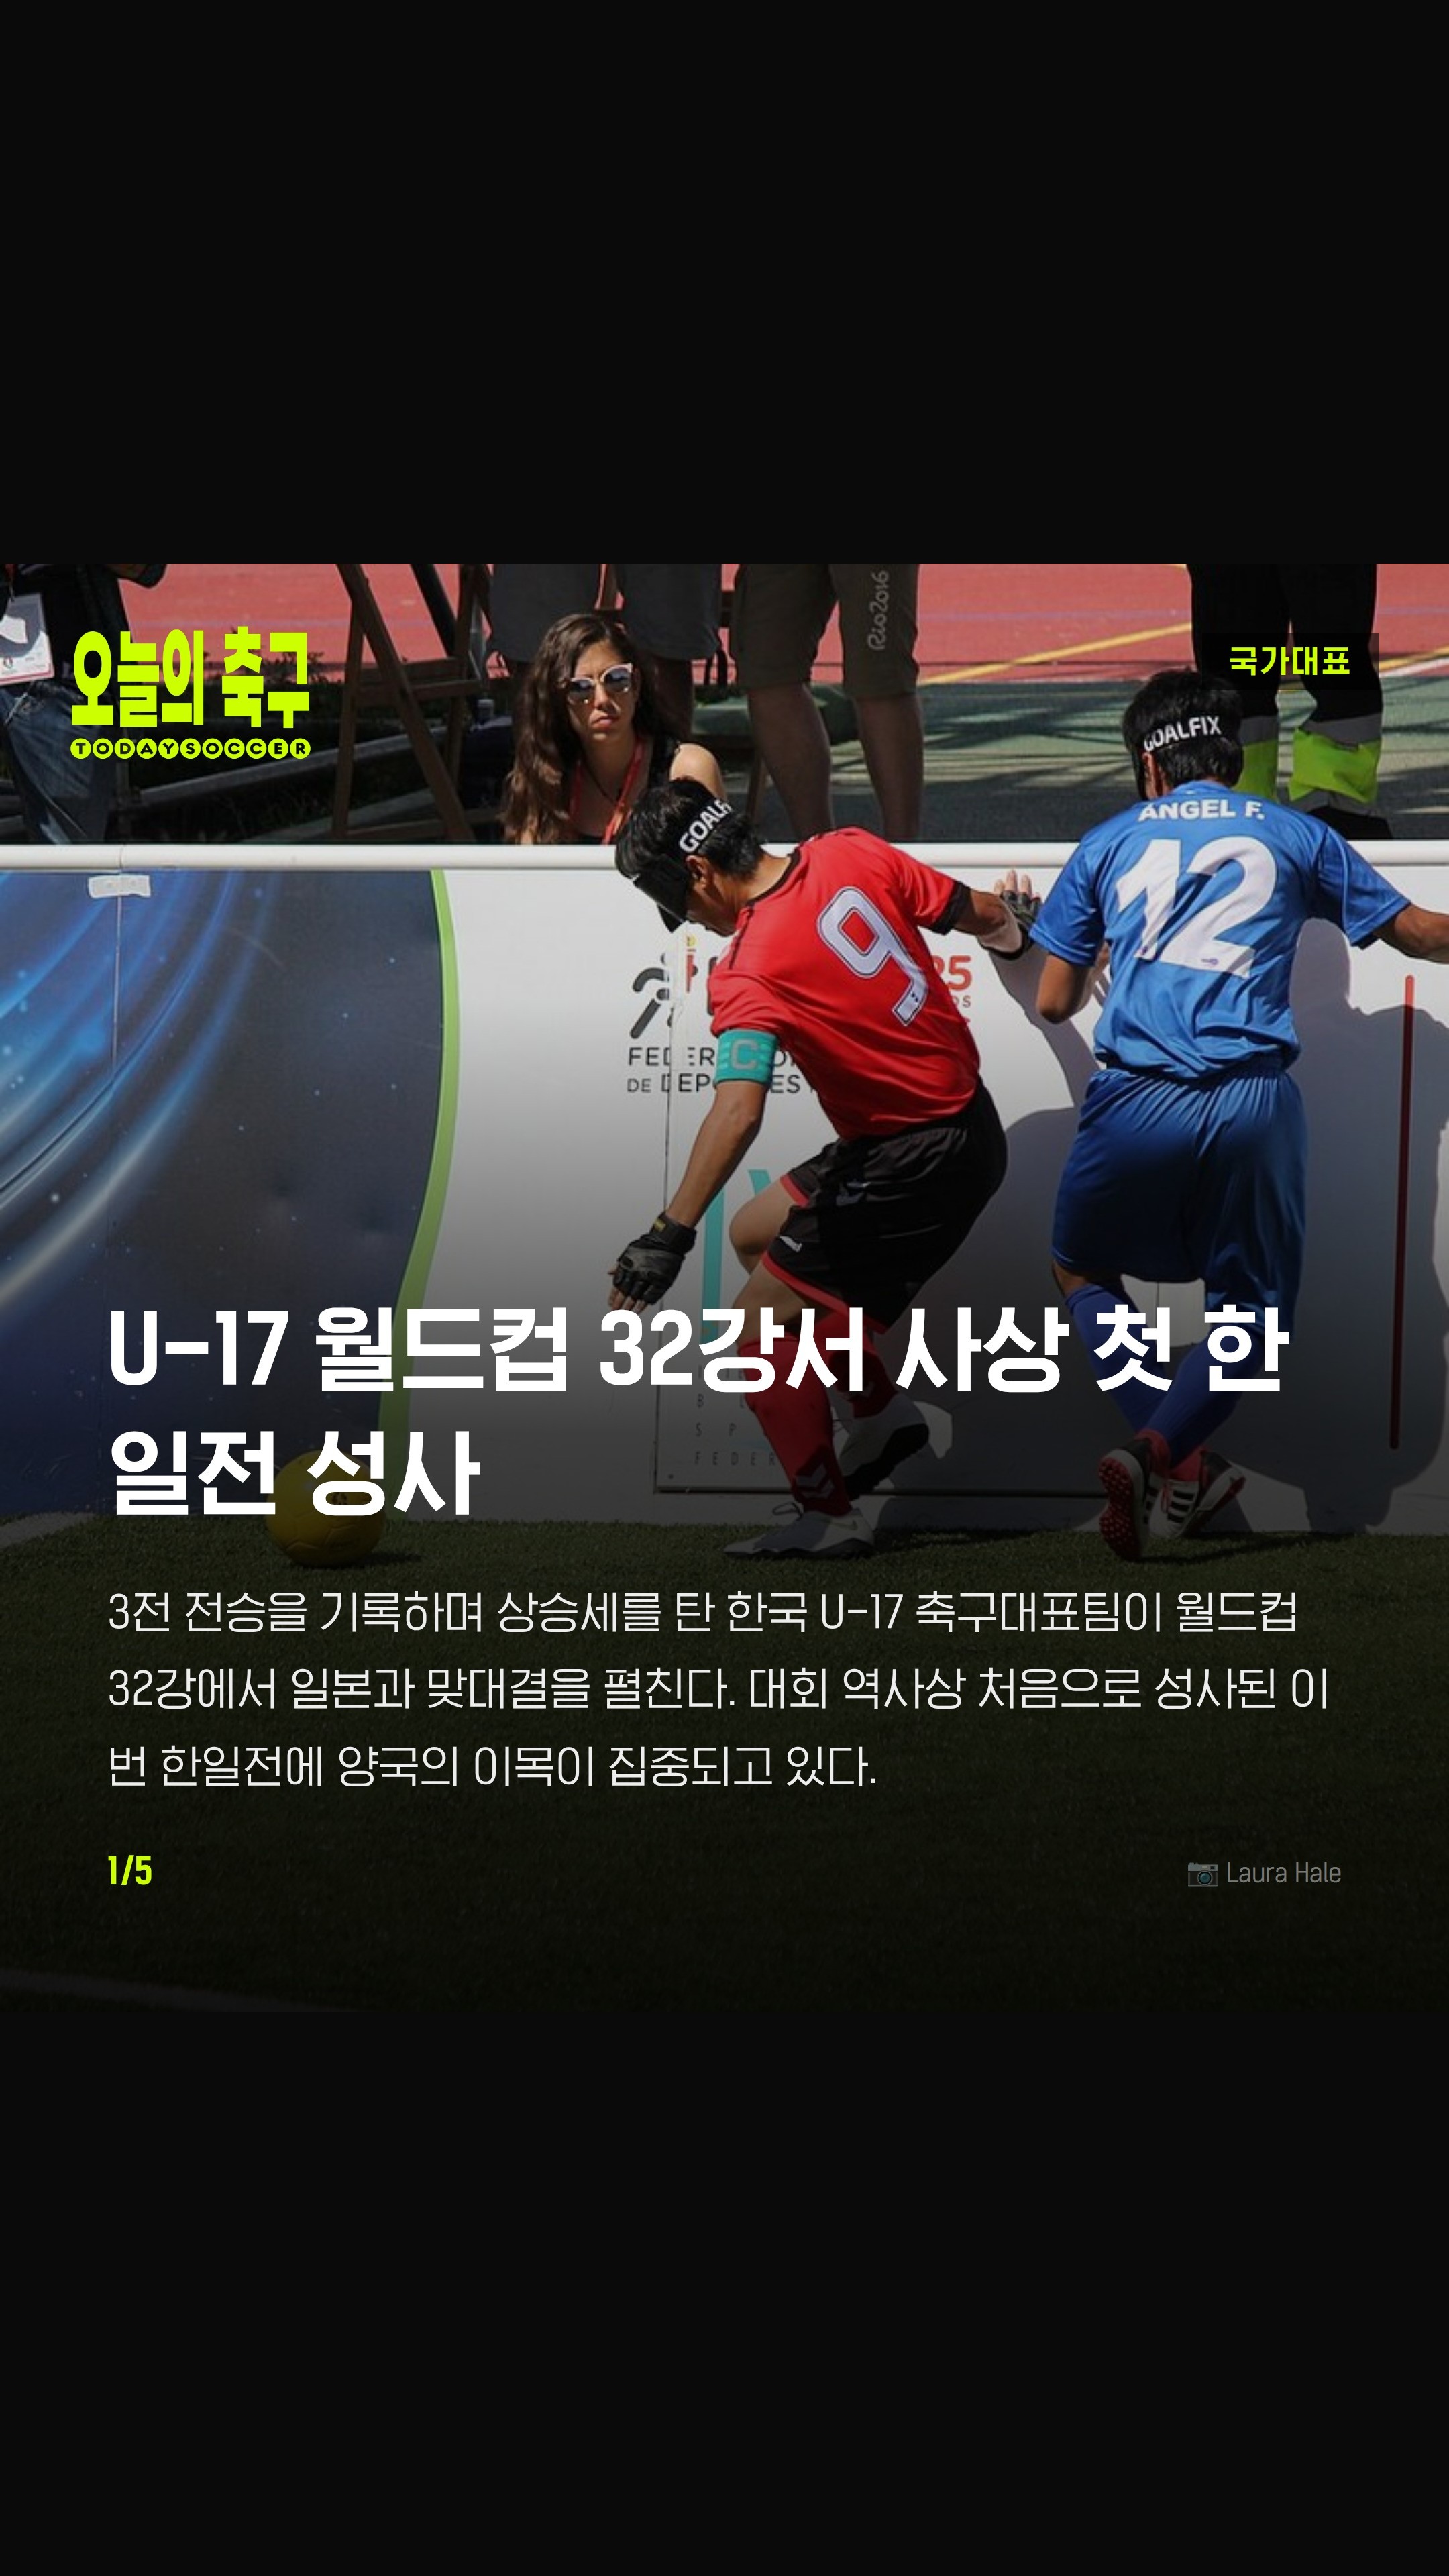 Rio2016
오늘의 축구
TODAYSOCCER
국가대표
GOALFIX
ANGEL F.
12
9
C
U-17 월드컵 32강서 사상 첫 한
일전 성사
3전 전승을 기록하며 상승세를 탄 한국 U-17 축구대표팀이 월드컵
32강에서 일본과 맞대결을 펼친다. 대회 역사상 처음으로 성사된 이
번 한일전에 양국의 이목이 집중되고 있다.
1/5
Laura Hale